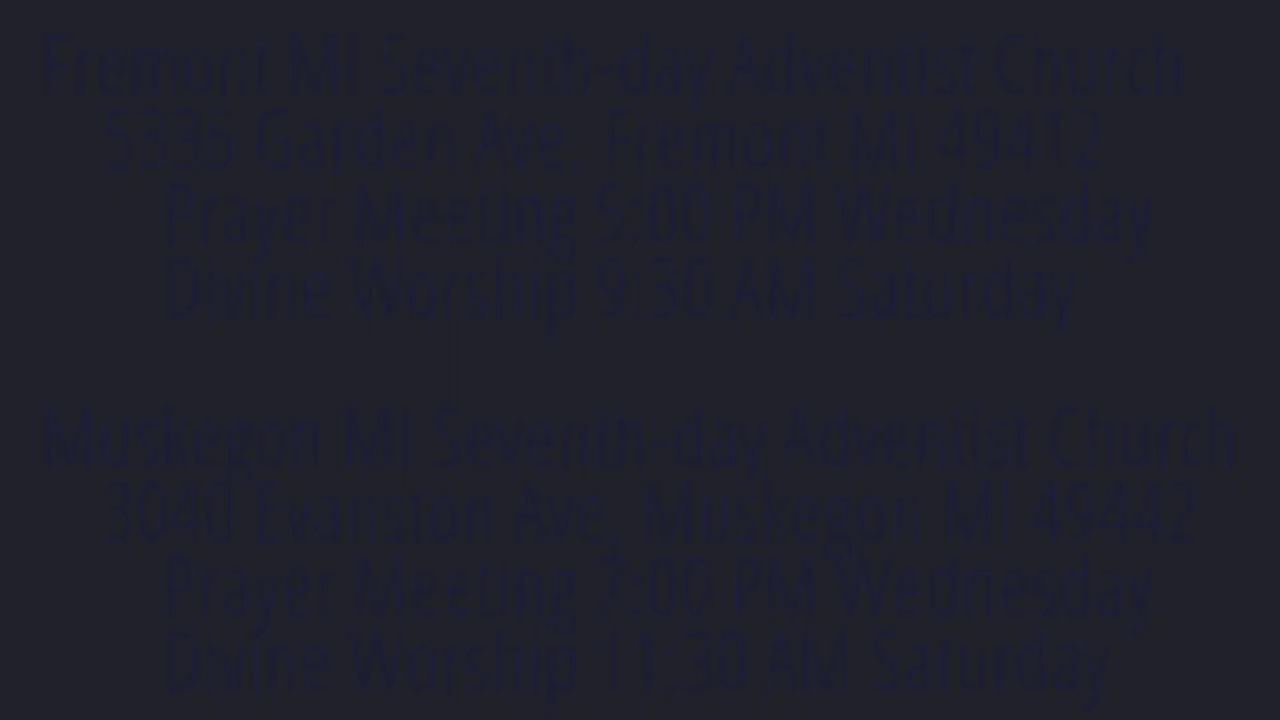 Fremont MI Seventh-day Adventist Church
5535 Garden Ave, Fremont MI 49412
Prayer Meeting 5:00 PM Wednesday
Divine Worship 9:30 AM Saturday
Muskegon MI Seventh-day Adventist Church
3040 Evanston Ave, Muskegon MI 49442
Prayer Meeting 7:00 PM Wednesday
Divine Worship 11:30 AM Saturday